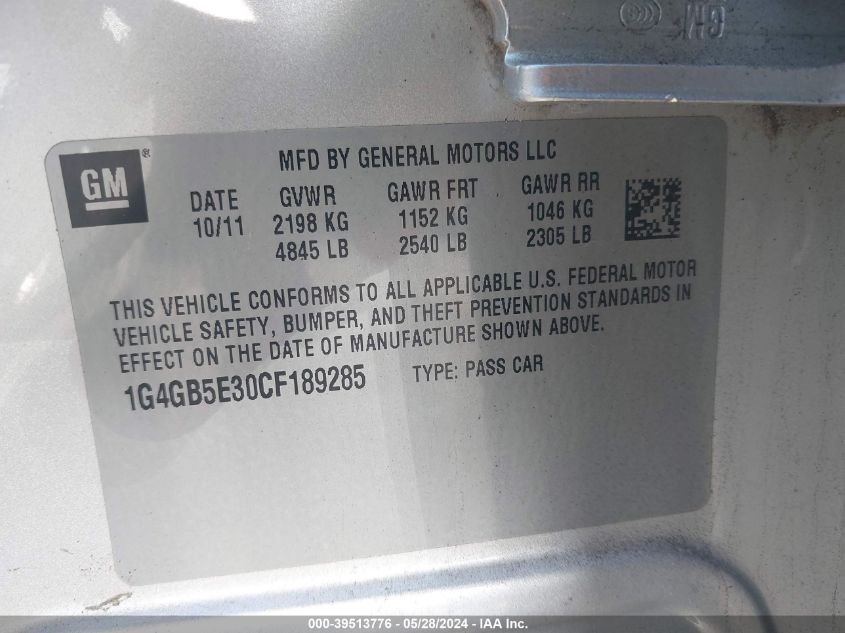 GM
GM
MFD BY GENERAL MOTORS LLC
DATE GVWR GAWR FRT GAWR RR
10/11 2198 KG 1152 KG 1046 KG
4845 LB 2540 LB 2305 LB
THIS VEHICLE CONFORMS TO ALL APPLICABLE U.S. FEDERAL MOTOR
VEHICLE SAFETY, BUMPER, AND THEFT PREVENTION STANDARDS IN
EFFECT ON THE DATE OF MANUFACTURE SHOWN ABOVE.
1G4GB5E30CF189285 TYPE: PASS CAR
000-39513776 - 05/28/2024 - IAA Inc.